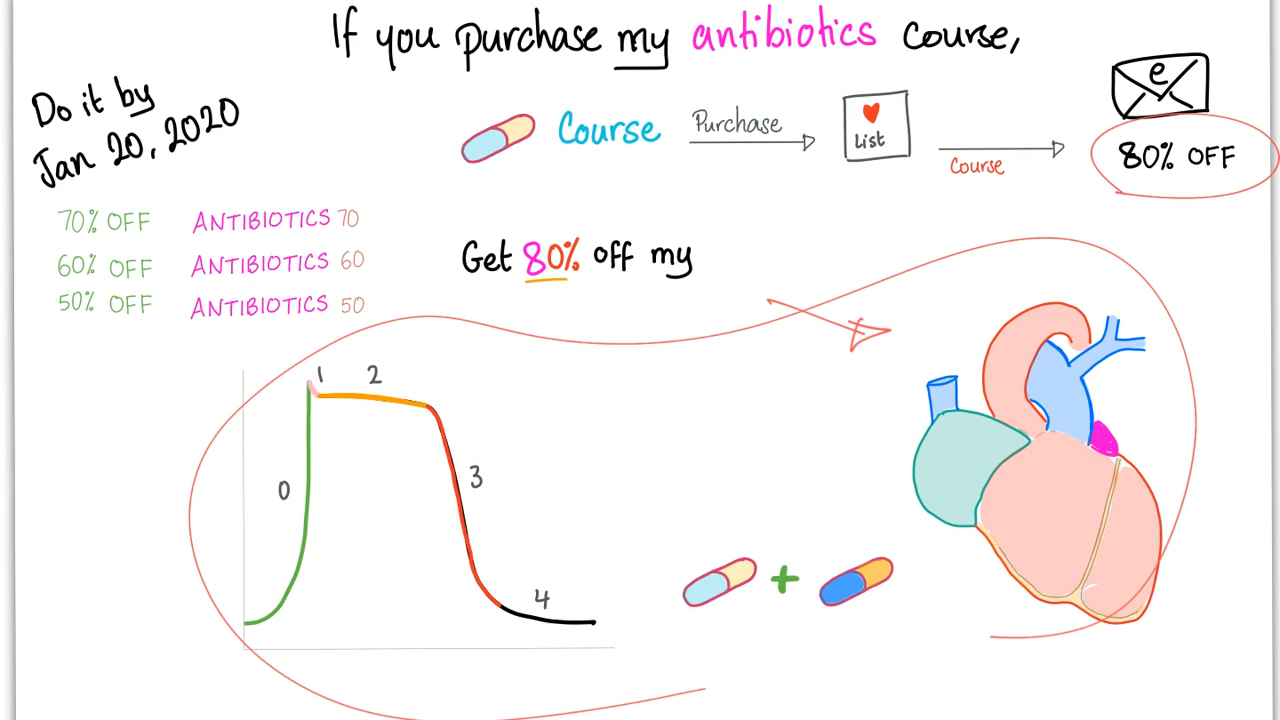 If you purchase my antibiotics course,
Do it by
Jan 20, 2020
Course
Purchase
List
Course
e
80% OFF
70% OFF ANTIBIOTICS 70
60% OFF ANTIBIOTICS 60
50% OFF ANTIBIOTICS 50
Get 80% off my
1
2
0
3
4
+